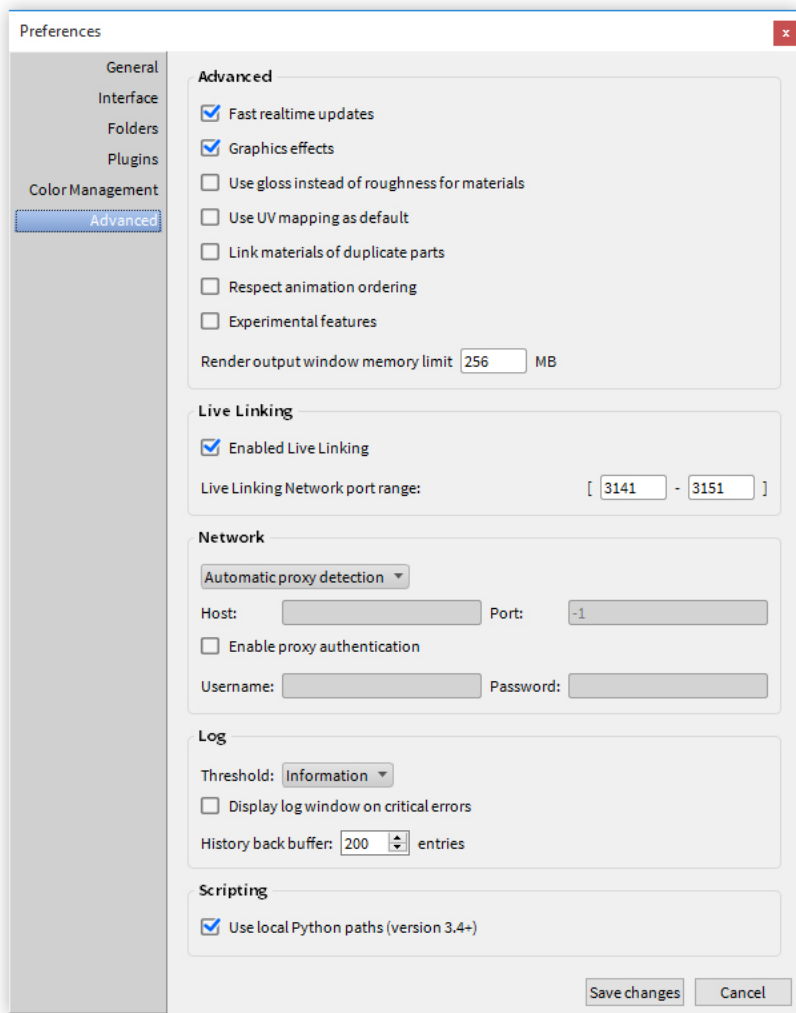 Preferences
x
General
Interface
Folders
Plugins
Color Management
Advanced
Advanced
Fast realtime updates
Graphics effects
Use gloss instead of roughness for materials
Use UV mapping as default
Link materials of duplicate parts
Respect animation ordering
Experimental features
Render output window memory limit 256 MB
Live Linking
Enabled Live Linking
Live Linking Network port range: [ 3141 - 3151 ]
Network
Automatic proxy detection
Host: Port: -1
Enable proxy authentication
Username: Password:
Log
Threshold: Information
Display log window on critical errors
History back buffer: 200 entries
Scripting
Use local Python paths (version 3.4+)
Save changes Cancel